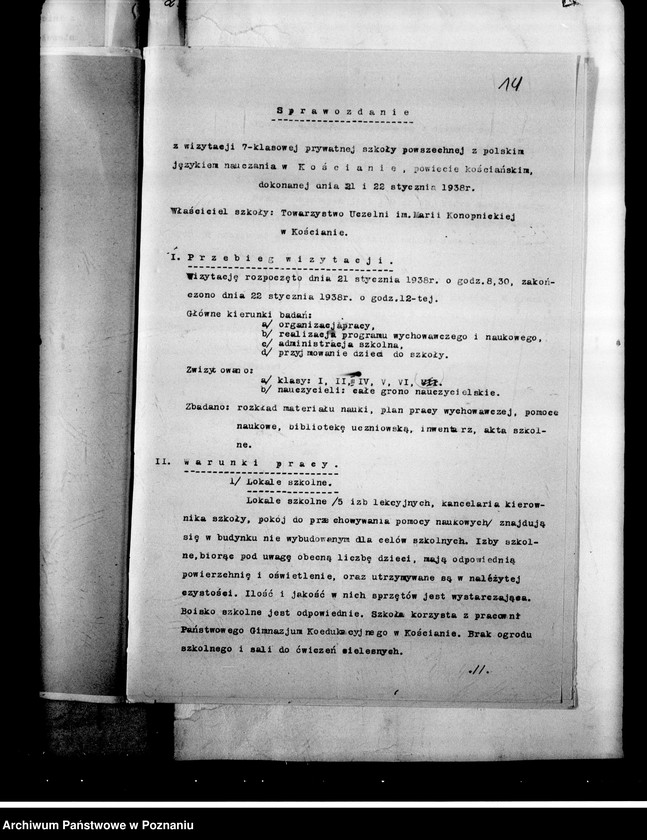 14
Sprawozdanie
z wizytacji 7-klasowej prywatnej szkoły powszechnej z polskim
językiem nauczania w Kościanie, powiecie kościańskim,
dokonanej dnia 21 i 22 stycznia 1938r.
Właściciel szkoły: Towarzystwo Uczelni im.Marii Konopnickiej
w Kościanie.
I. Przebieg wizytacji.
Wizytację rozpoczęto dnia 21 stycznia 1938r. o godz.8,30, zakoń-
czono dnia 22 stycznia 1938r. o godz.12-tej.
Główne kierunki badań:
a/ organizacja pracy,
b/ realizacja programu wychowawczego i naukowego,
c/ administracja szkolna,
d/ przyjmowanie dzieci do szkoły.
Zwizytowano:
a/ klasy: I, II, IV, V, VI, VII.
b/ nauczycieli: całe grono nauczycielskie.
Zbadano: rozkład materiału nauki, plan pracy wychowawczej, pomoce
naukowe, bibliotekę uczniowską, inwentarz, akta szkol-
ne.
II. Warunki pracy.
1/ Lokale szkolne.
Lokale szkolne /5 izb lekcyjnych, kancelaria kierow-
nika szkoły, pokój do przechowywania pomocy naukowych/ znajdują
się w budynku nie wybudowanym dla celów szkolnych. Izby szkol-
ne,biorąc pod uwagę obecną liczbę dzieci, mają odpowiednią
powierzchnię i oświetlenie, oraz utrzymywane są w należytej
czystości. Ilość i jakość w nich sprzętów jest wystarczająca.
Boisko szkolne jest odpowiednie. Szkoła korzysta z pracowni
Państwowego Gimnazjum Koedukacyjnego w Kościanie. Brak ogrodu
szkolnego i sali do ćwiczeń cielesnych.
.//.
Archiwum Państwowe w Poznaniu